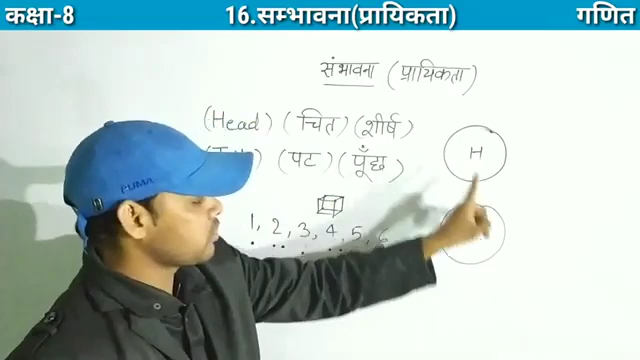 कक्षा-8 16.सम्भावना(प्रायिकता) गणित
संभावना (प्रायिकता)
(Head) (चित) (शीर्ष)
(पट) (पूँछ)
H
1, 2, 3, 4, 5, 6
PUMA